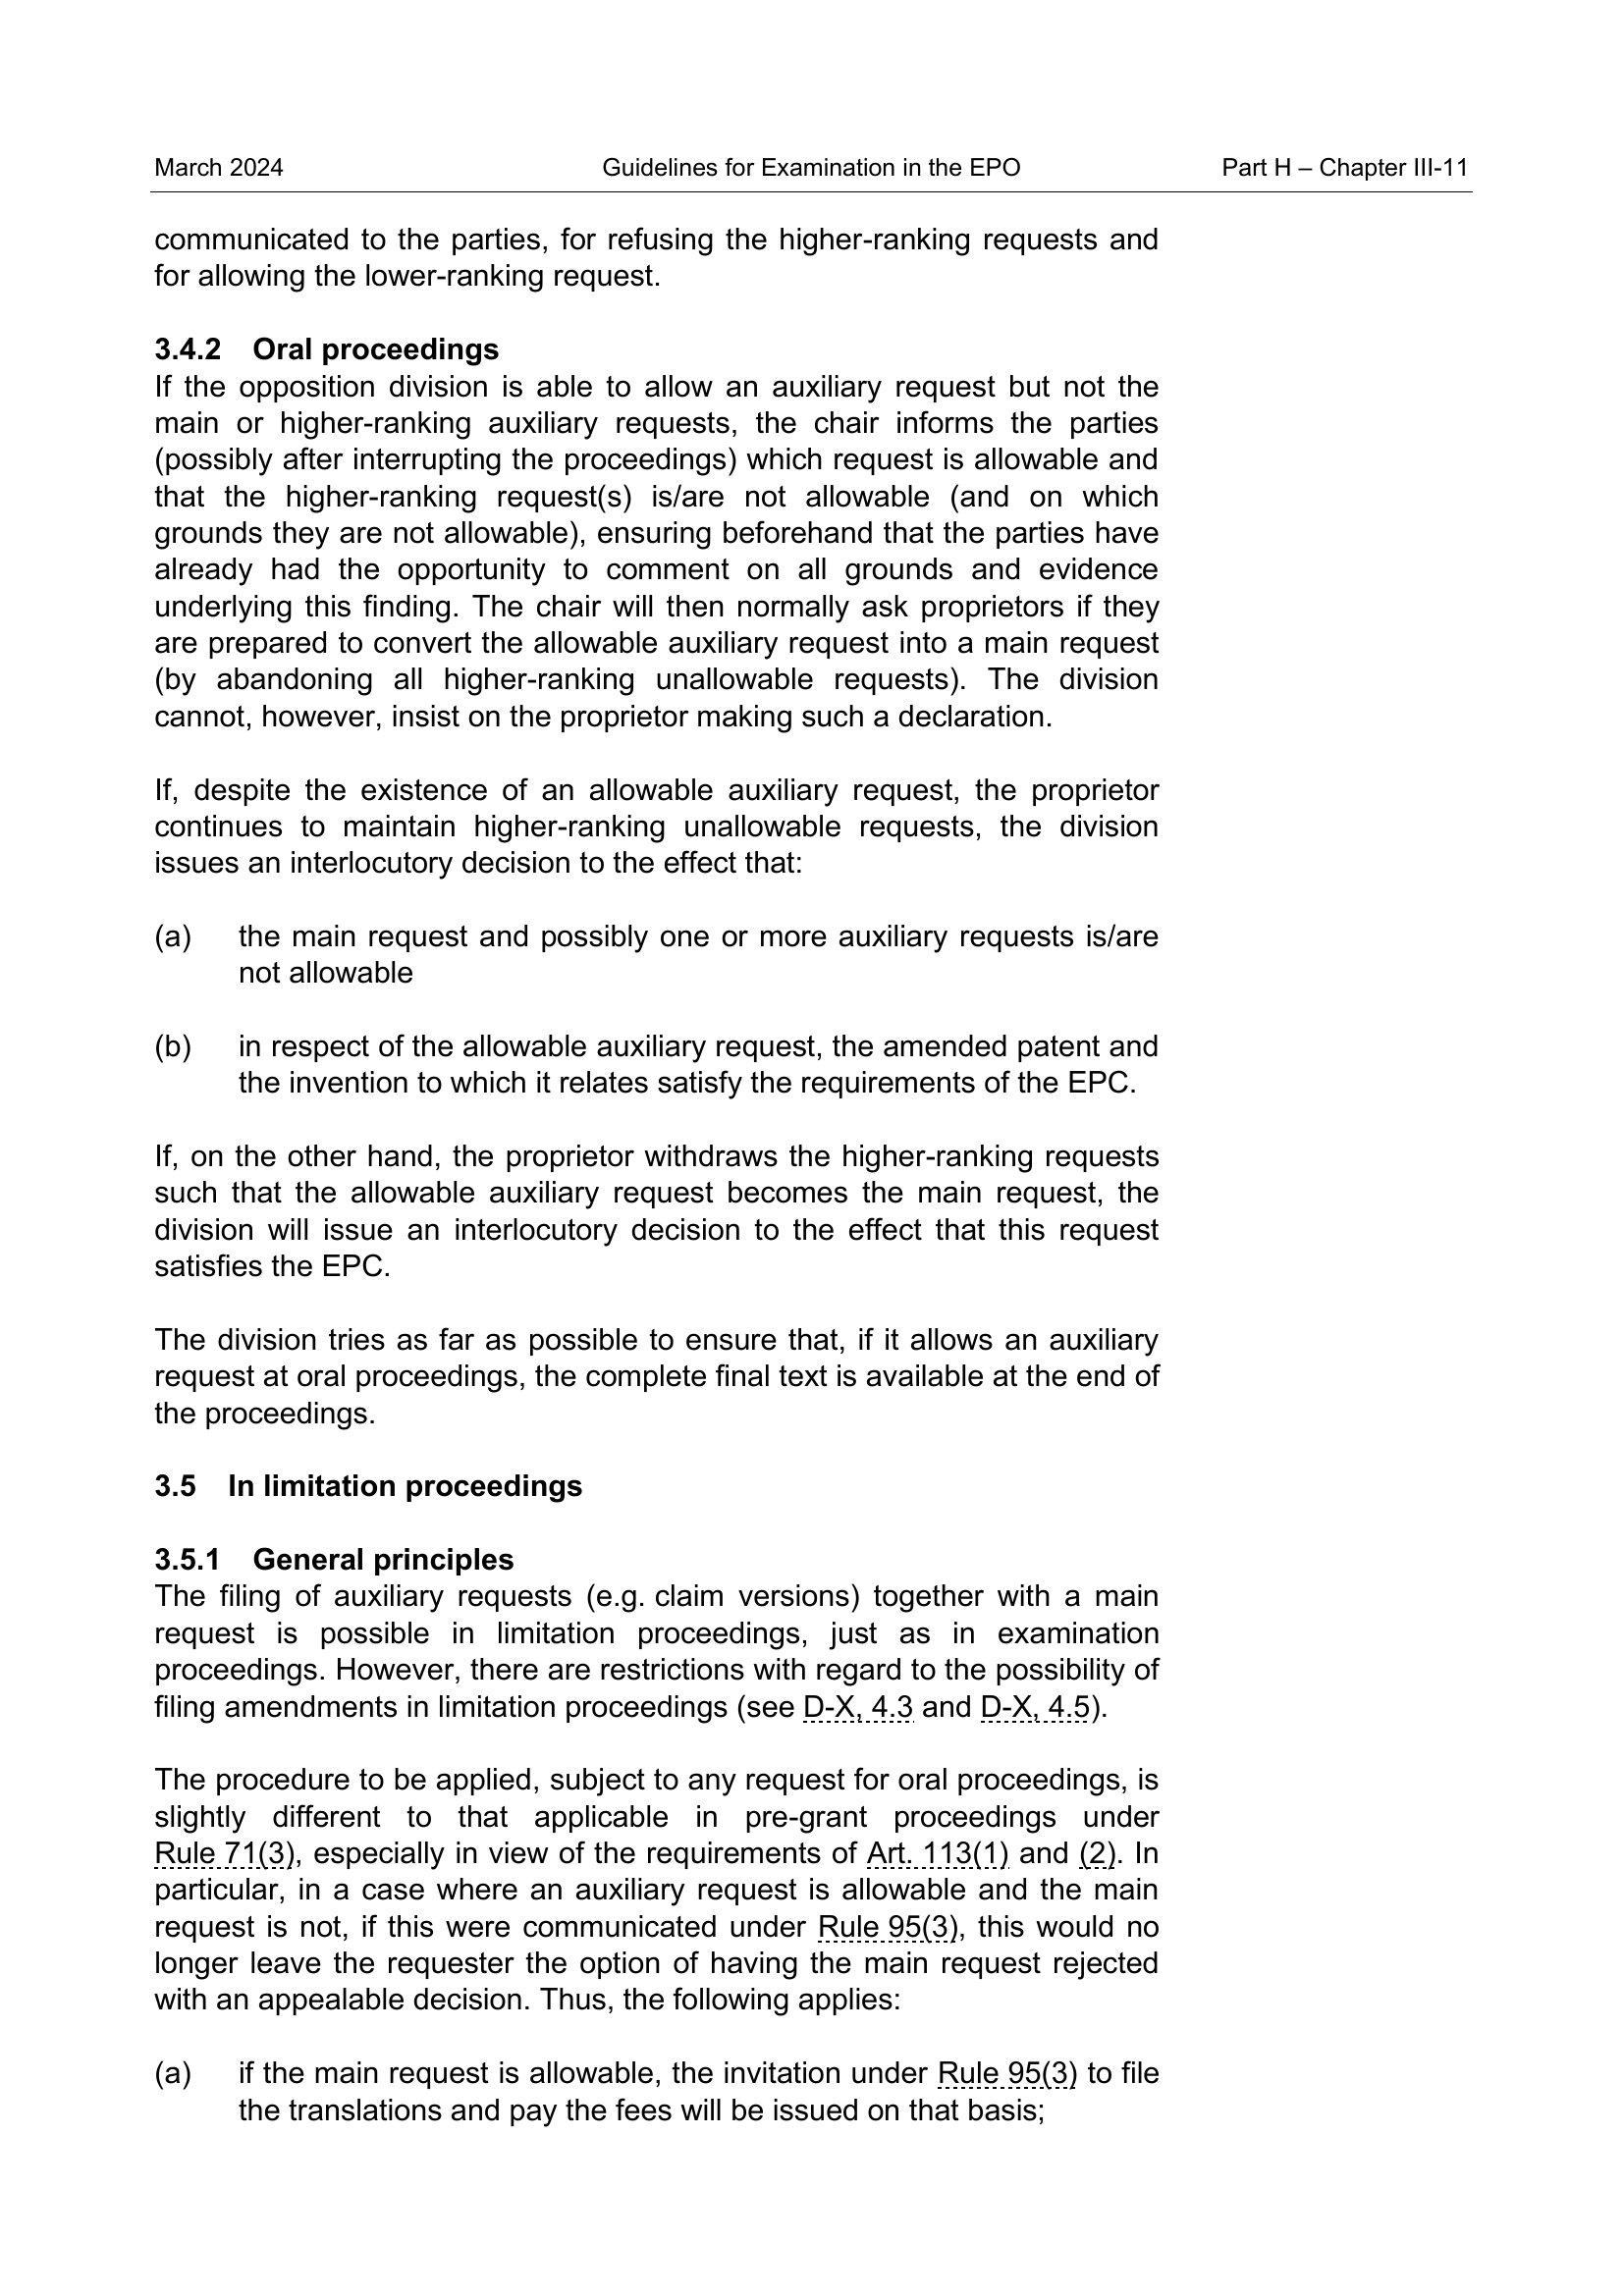 March 2024
Guidelines for Examination in the EPO
Part H – Chapter III-11
communicated to the parties, for refusing the higher-ranking requests and
for allowing the lower-ranking request.
3.4.2 Oral proceedings
If the opposition division is able to allow an auxiliary request but not the
main or higher-ranking auxiliary requests, the chair informs the parties
(possibly after interrupting the proceedings) which request is allowable and
that the higher-ranking request(s) is/are not allowable (and on which
grounds they are not allowable), ensuring beforehand that the parties have
already had the opportunity to comment on all grounds and evidence
underlying this finding. The chair will then normally ask proprietors if they
are prepared to convert the allowable auxiliary request into a main request
(by abandoning all higher-ranking unallowable requests). The division
cannot, however, insist on the proprietor making such a declaration.
If, despite the existence of an allowable auxiliary request, the proprietor
continues to maintain higher-ranking unallowable requests, the division
issues an interlocutory decision to the effect that:
(a) the main request and possibly one or more auxiliary requests is/are
not allowable
(b) in respect of the allowable auxiliary request, the amended patent and
the invention to which it relates satisfy the requirements of the EPC.
If, on the other hand, the proprietor withdraws the higher-ranking requests
such that the allowable auxiliary request becomes the main request, the
division will issue an interlocutory decision to the effect that this request
satisfies the EPC.
The division tries as far as possible to ensure that, if it allows an auxiliary
request at oral proceedings, the complete final text is available at the end of
the proceedings.
3.5 In limitation proceedings
3.5.1 General principles
The filing of auxiliary requests (e.g. claim versions) together with a main
request is possible in limitation proceedings, just as in examination
proceedings. However, there are restrictions with regard to the possibility of
filing amendments in limitation proceedings (see D-X, 4.3 and D-X, 4.5).
The procedure to be applied, subject to any request for oral proceedings, is
slightly different to that applicable in pre-grant proceedings under
Rule 71(3), especially in view of the requirements of Art. 113(1) and (2). In
particular, in a case where an auxiliary request is allowable and the main
request is not, if this were communicated under Rule 95(3), this would no
longer leave the requester the option of having the main request rejected
with an appealable decision. Thus, the following applies:
(a) if the main request is allowable, the invitation under Rule 95(3) to file
the translations and pay the fees will be issued on that basis;